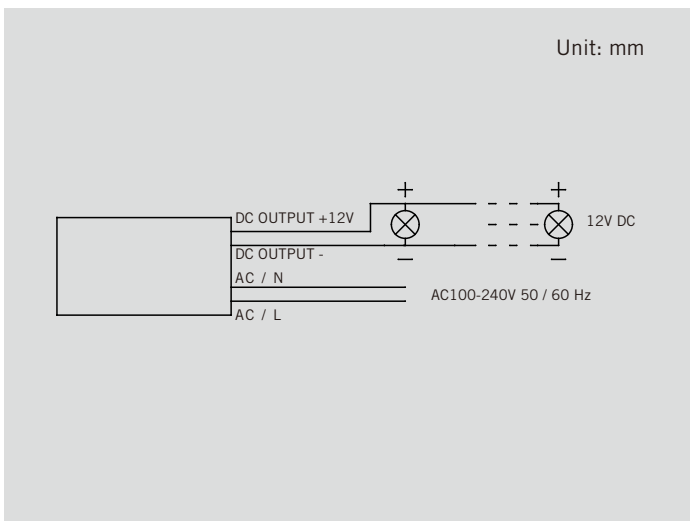 Unit: mm
+ +
DC OUTPUT +12V
12V DC
DC OUTPUT -
− −
AC / N
AC100-240V 50 / 60 Hz
AC / L